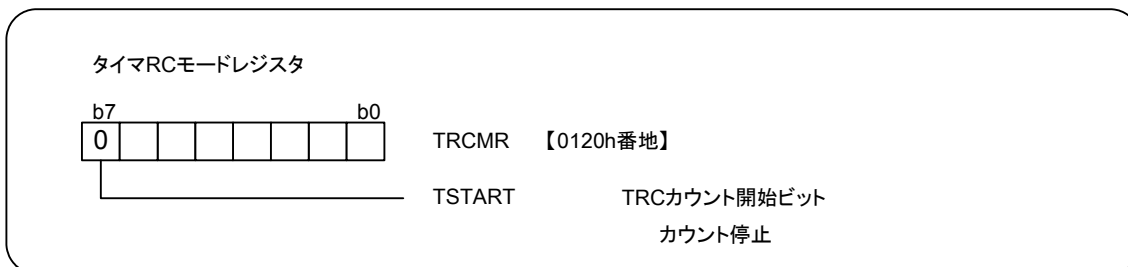 タイマRCモードレジスタ
b7 b0
0 TRCMR 【0120h番地】
TSTART TRCカウント開始ビット
カウント停止